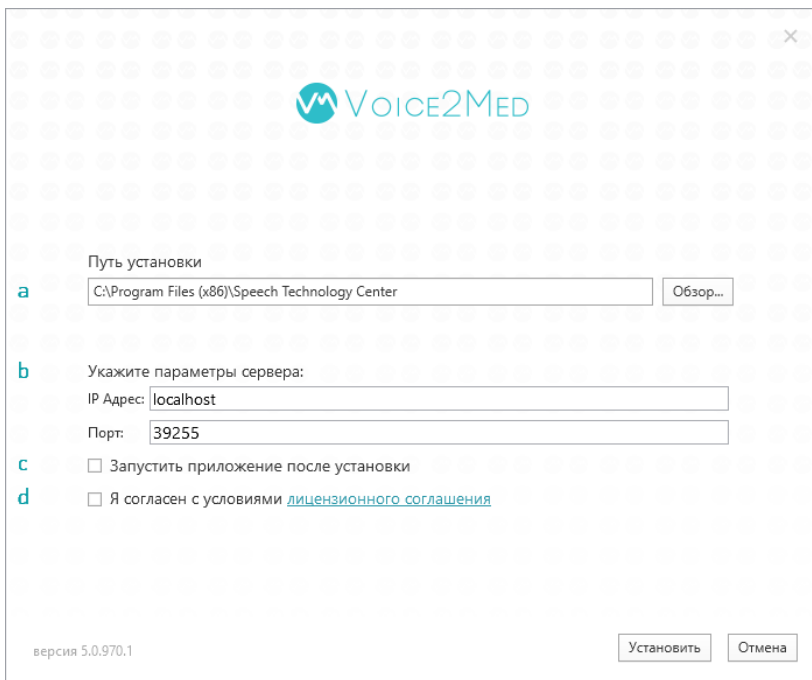 VM VOICE2MED
Путь установки
a C:\Program Files (x86)\Speech Technology Center Обзор...
b Укажите параметры сервера:
IP Адрес: localhost
Порт: 39255
c Запустить приложение после установки
d Я согласен с условиями лицензионного соглашения
версия 5.0.970.1 Установить Отмена